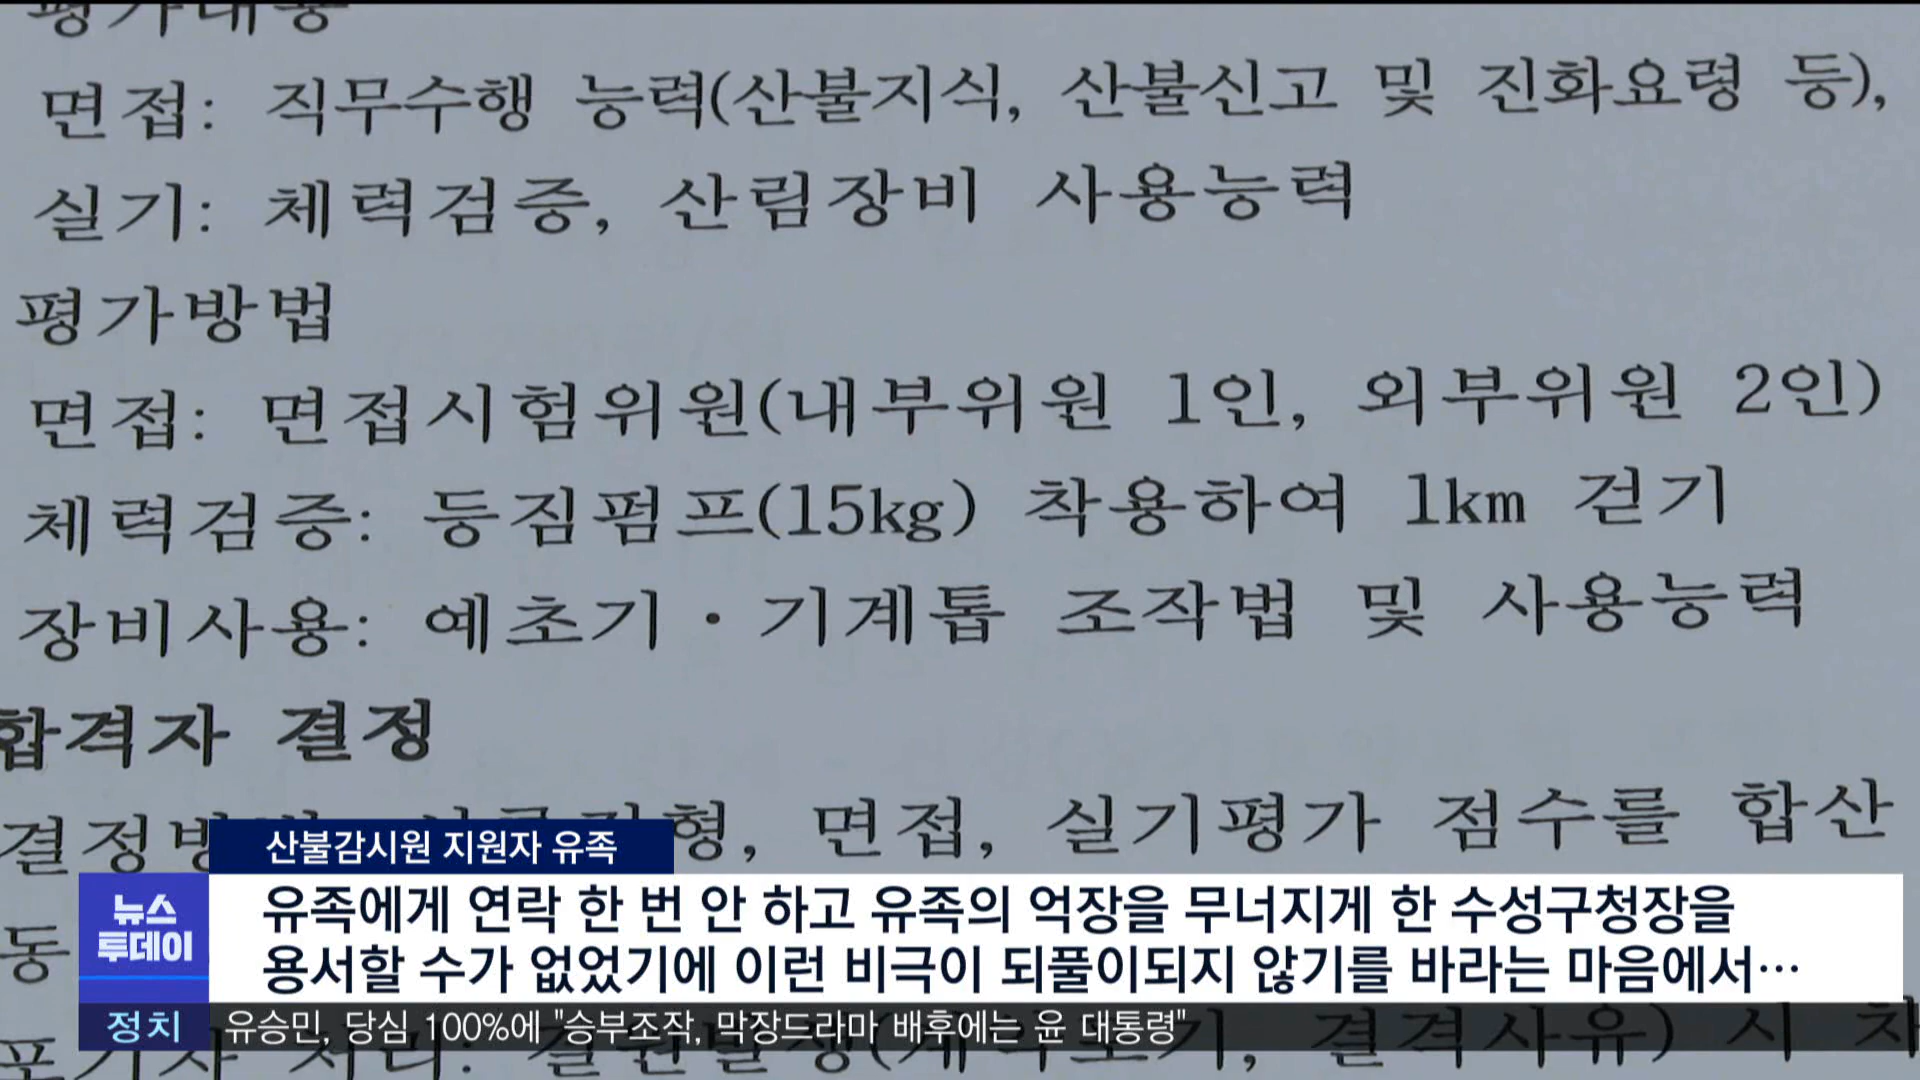 평가내용
면접: 직무수행 능력(산불지식, 산불신고 및 진화요령 등),
실기: 체력검증, 산림장비 사용능력
평가방법
면접: 면접시험위원(내부위원 1인, 외부위원 2인)
체력검증: 등짐펌프(15kg) 착용하여 1km 걷기
장비사용: 예초기·기계톱 조작법 및 사용능력
합격자 결정
면접, 실기평가 점수를 합산
동
산불감시원 지원자 유족
뉴스
투데이
유족에게 연락 한 번 안 하고 유족의 억장을 무너지게 한 수성구청장을
용서할 수가 없었기에 이런 비극이 되풀이되지 않기를 바라는 마음에서…
정치
유승민, 당심 100%에 "승부조작, 막장드라마 배후에는 윤 대통령"
결격사유) 시